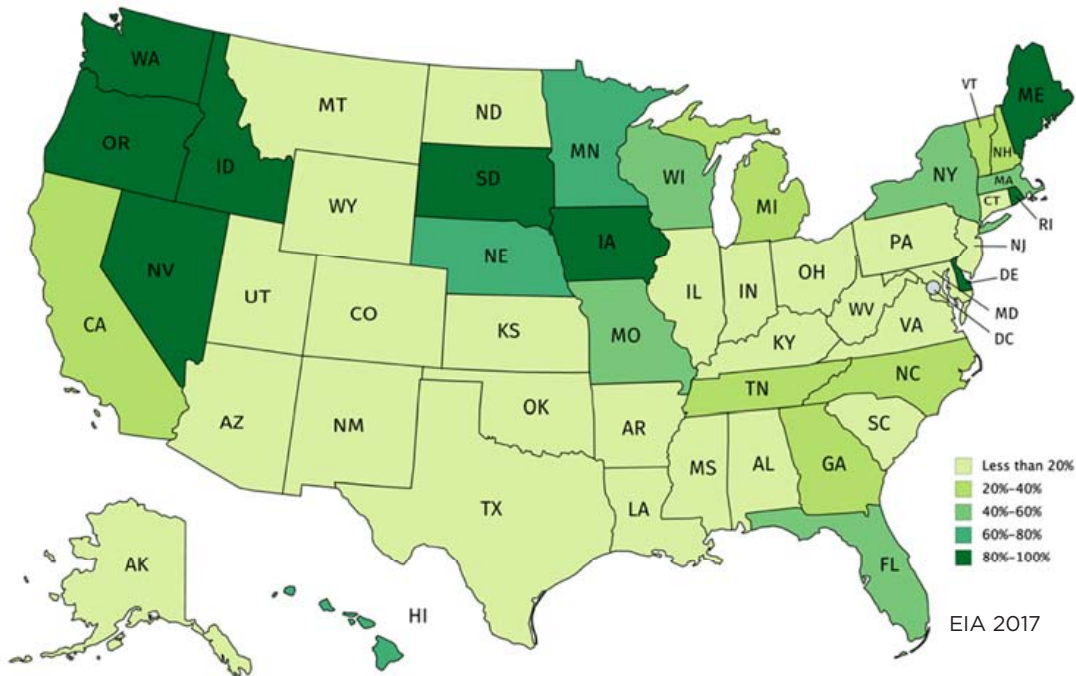 WA
MT
ND
OR
ID
SD
MN
WI
MI
VT
ME
NH
NY
MA
CT
RI
WY
NE
IA
PA
NJ
NV
UT
CO
IL
IN
OH
DE
MD
DC
CA
KS
MO
KY
WV
VA
AZ
NM
OK
AR
TN
NC
SC
MS
AL
GA
TX
LA
FL
AK
HI
Less than 20%
20%-40%
40%-60%
60%-80%
80%-100%
EIA 2017